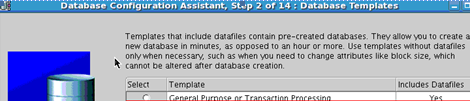 Database Configuration Assistant, Step 2 of 14 : Database Templates
Templates that include datafiles contain pre-created databases. They allow you to create a
new database in minutes, as opposed to an hour or more. Use templates without datafiles
only when necessary, such as when you need to change attributes like block size, which
cannot be altered after database creation.
Select Template Includes Datafiles
General Purpose or Transaction Processing Yes